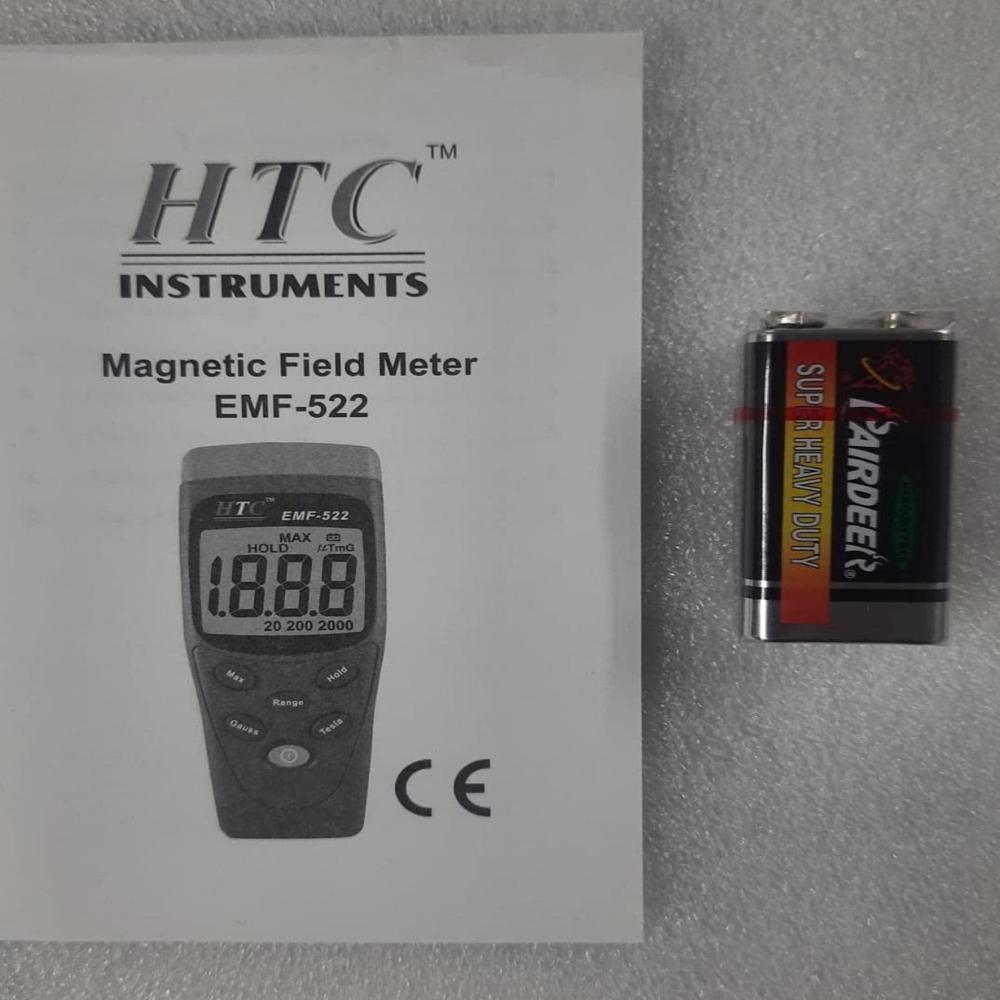 HTC™
INSTRUMENTS
Magnetic Field Meter
EMF-522
HTC™
EMF-522
MAX
HOLD µTmG
1.8.8.8
20 200 2000
Max
Hold
Range
Gauss
Tesla
CE
PAIRDEER®
SUPER HEAVY DUTY